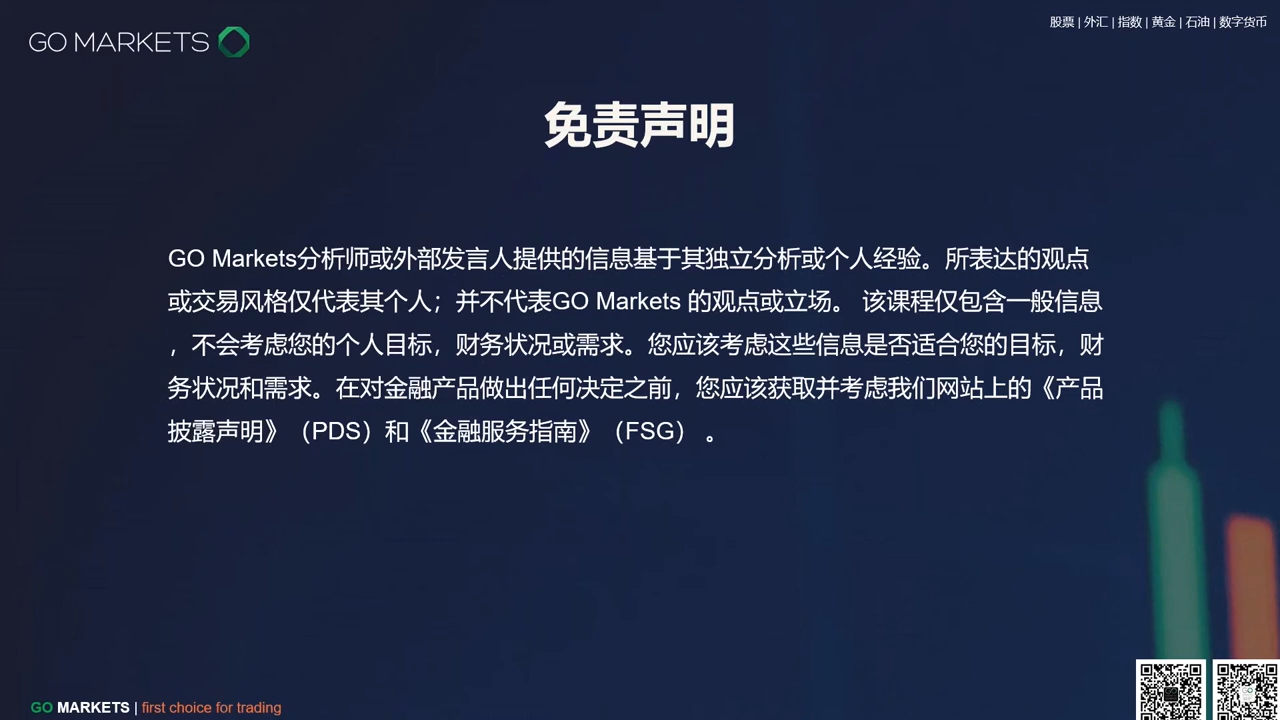 GO MARKETS
股票 | 外汇 | 指数 | 黄金 | 石油 | 数字货币
免责声明
GO Markets分析师或外部发言人提供的信息基于其独立分析或个人经验。所表达的观点
或交易风格仅代表其个人；并不代表GO Markets 的观点或立场。 该课程仅包含一般信息
，不会考虑您的个人目标，财务状况或需求。您应该考虑这些信息是否适合您的目标，财
务状况和需求。在对金融产品做出任何决定之前，您应该获取并考虑我们网站上的《产品
披露声明》（PDS）和《金融服务指南》（FSG） 。
GO MARKETS | first choice for trading